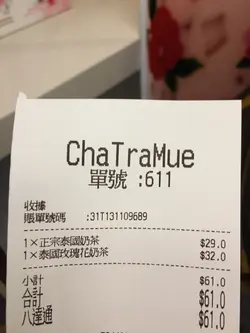 ChaTraMue
單號 :611
收據
賬單號碼 :31T131109689
1×正宗泰國奶茶 $29.0
1×泰國玫瑰花奶茶 $32.0
小計 $61.0
合計 $61.0
八達通 $61.0